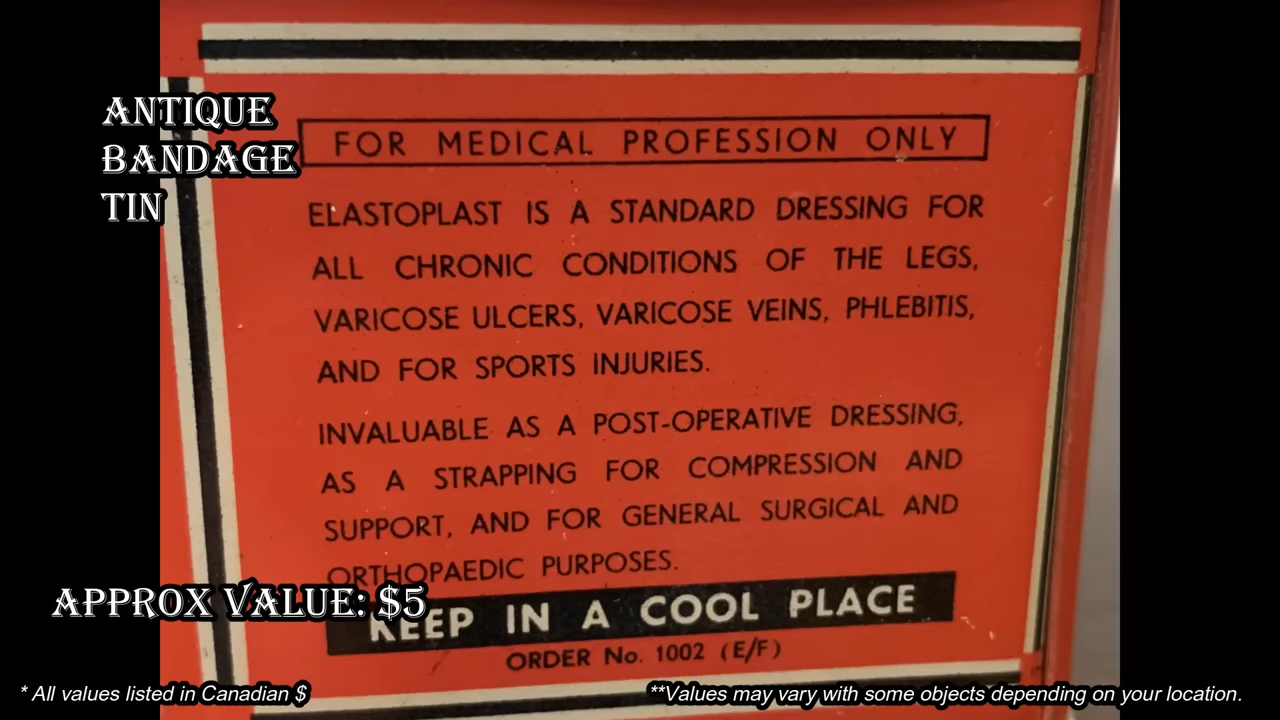 ANTIQUE
BANDAGE
TIN
FOR MEDICAL PROFESSION ONLY
ELASTOPLAST IS A STANDARD DRESSING FOR
ALL CHRONIC CONDITIONS OF THE LEGS,
VARICOSE ULCERS, VARICOSE VEINS, PHLEBITIS,
AND FOR SPORTS INJURIES.
INVALUABLE AS A POST-OPERATIVE DRESSING,
AS A STRAPPING FOR COMPRESSION AND
SUPPORT, AND FOR GENERAL SURGICAL AND
ORTHOPAEDIC PURPOSES.
APPROX VALUE: $5
KEEP IN A COOL PLACE
ORDER No. 1002 (E/F)
* All values listed in Canadian $
**Values may vary with some objects depending on your location.